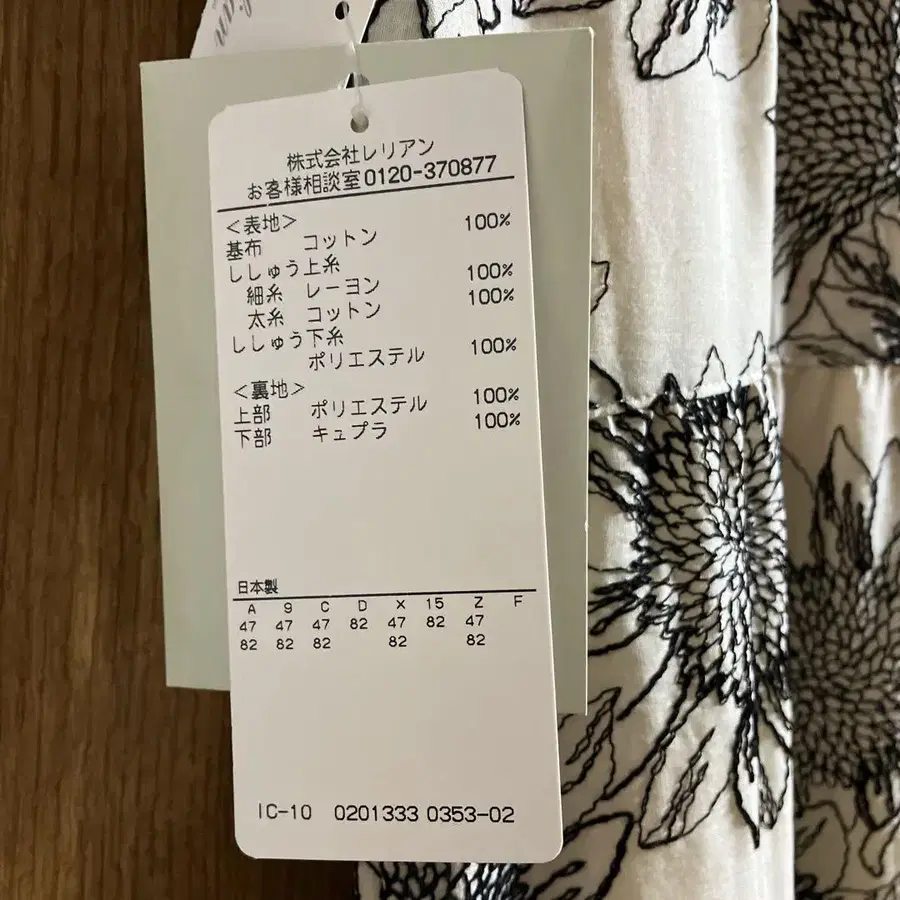 株式会社レリアン
お客様相談室0120-370877
<表地>
基布 コットン 100%
ししゅう上糸
細糸 レーヨン 100%
太糸 コットン 100%
ししゅう下糸
ポリエステル 100%
<裏地>
上部 ポリエステル 100%
下部 キュプラ 100%
日本製
A 9 C D X 15 Z F
47 47 47 82 47 82 47
82 82 82 82 82
IC-10 0201333 0353-02